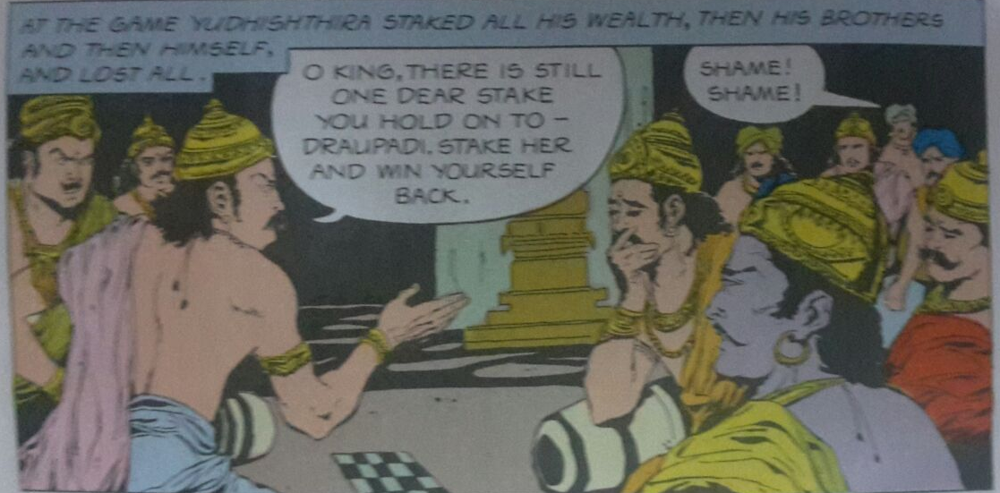 AT THE GAME YUDHISHTHIRA STAKED ALL HIS WEALTH, THEN HIS BROTHERS
AND THEN HIMSELF,
AND LOST ALL.
O KING, THERE IS STILL
ONE DEAR STAKE
YOU HOLD ON TO –
DRAUPADI. STAKE HER
AND WIN YOURSELF
BACK.
SHAME!
SHAME!